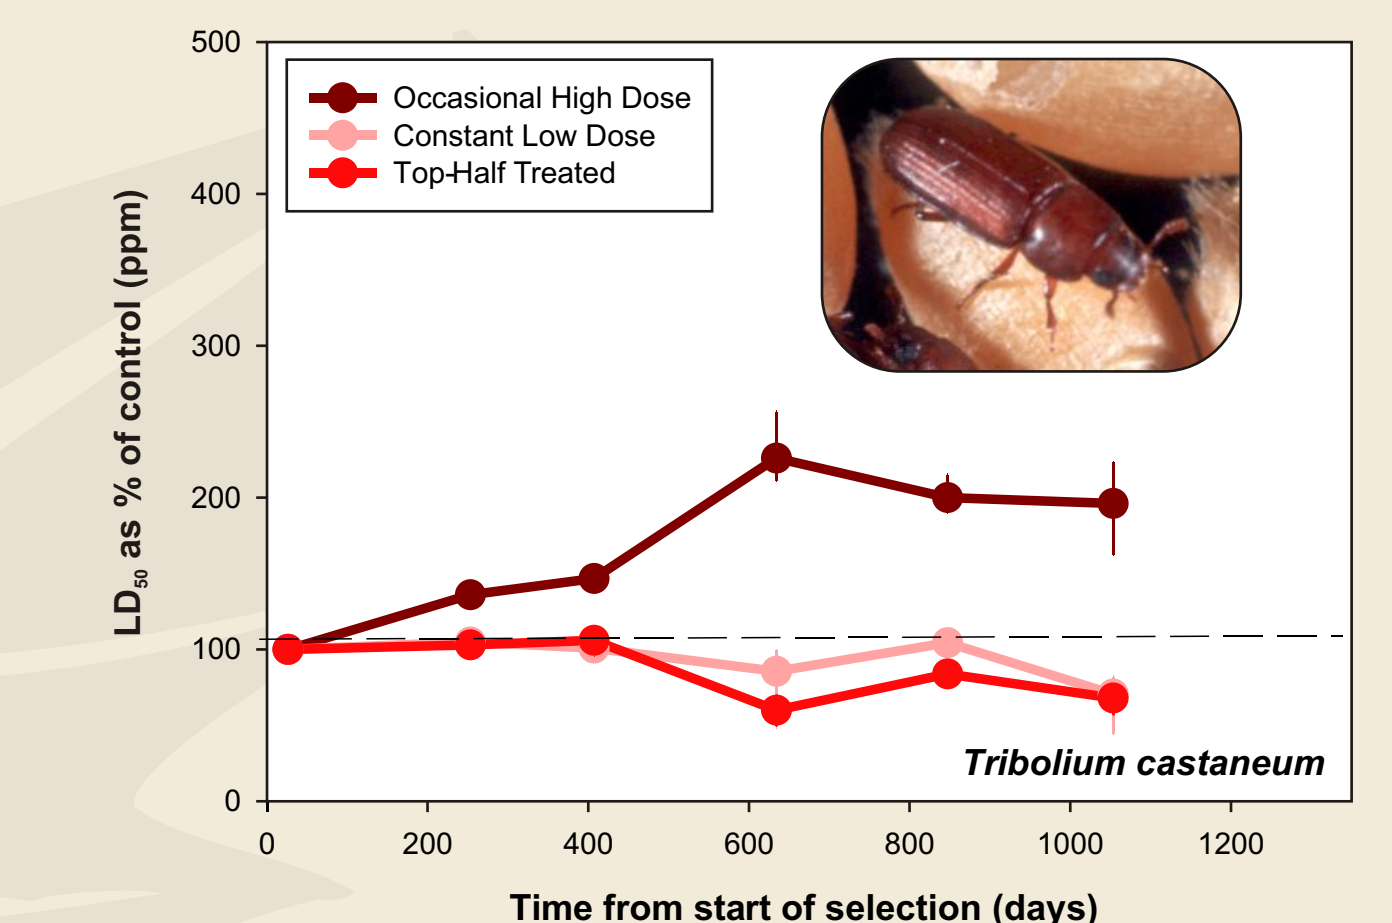 500
400
300
200
100
0
LD50 as % of control (ppm)
Occasional High Dose
Constant Low Dose
Top-Half Treated
Tribolium castaneum
0 200 400 600 800 1000 1200
Time from start of selection (days)